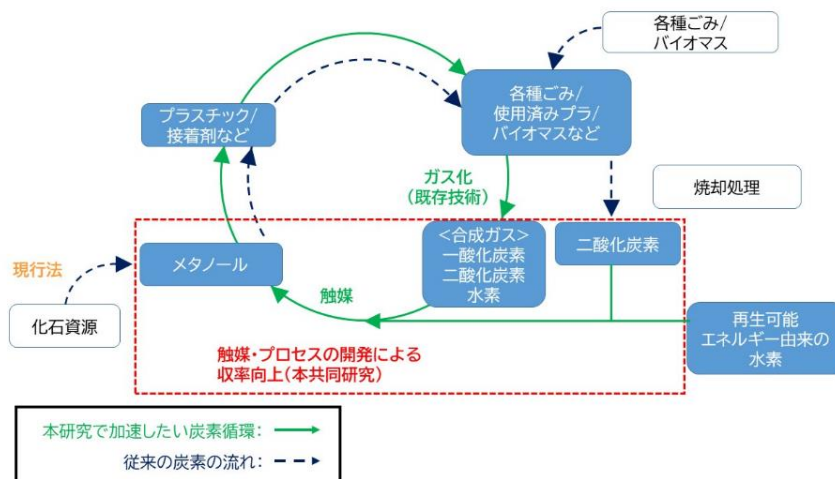 各種ごみ/
バイオマス
各種ごみ/
使用済みプラ/
バイオマスなど
プラスチック/
接着剤など
ガス化
(既存技術)
焼却処理
<合成ガス>
一酸化炭素
二酸化炭素
水素
二酸化炭素
メタノール
現行法
触媒
化石資源
再生可能
エネルギー由来の
水素
触媒・プロセスの開発による
収率向上(本共同研究)
本研究で加速したい炭素循環:
従来の炭素の流れ: